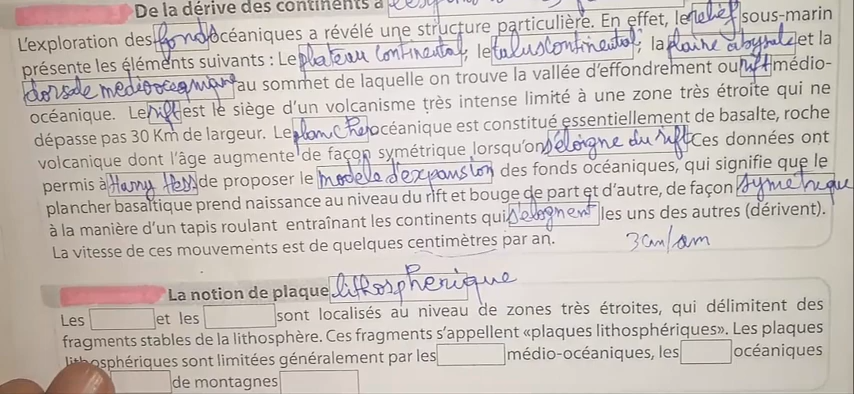 De la dérive des continents à
L'exploration des fonds océaniques a révélé une structure particulière. En effet, le relief sous-marin
présente les éléments suivants : Le plateau continental, le talus continental ; la plaine abyssale et la
dorsale medioocéanique au sommet de laquelle on trouve la vallée d'effondrement ou rift médio-
océanique. Le rift est le siège d'un volcanisme très intense limité à une zone très étroite qui ne
dépasse pas 30 Km de largeur. Le plancher océanique est constitué essentiellement de basalte, roche
volcanique dont l'âge augmente de façon symétrique lorsqu'on s'éloigne du rift Ces données ont
permis à Harry Hess de proposer le modèle d'expansion des fonds océaniques, qui signifie que le
plancher basaltique prend naissance au niveau du rift et bouge de part et d'autre, de façon symetrique
à la manière d'un tapis roulant entraînant les continents qui s'eloignent les uns des autres (dérivent).
La vitesse de ces mouvements est de quelques centimètres par an. 3cm/am
La notion de plaque lithospherique
Les et les sont localisés au niveau de zones très étroites, qui délimitent des
fragments stables de la lithosphère. Ces fragments s'appellent «plaques lithosphériques». Les plaques
lithosphériques sont limitées généralement par les médio-océaniques, les océaniques
de montagnes